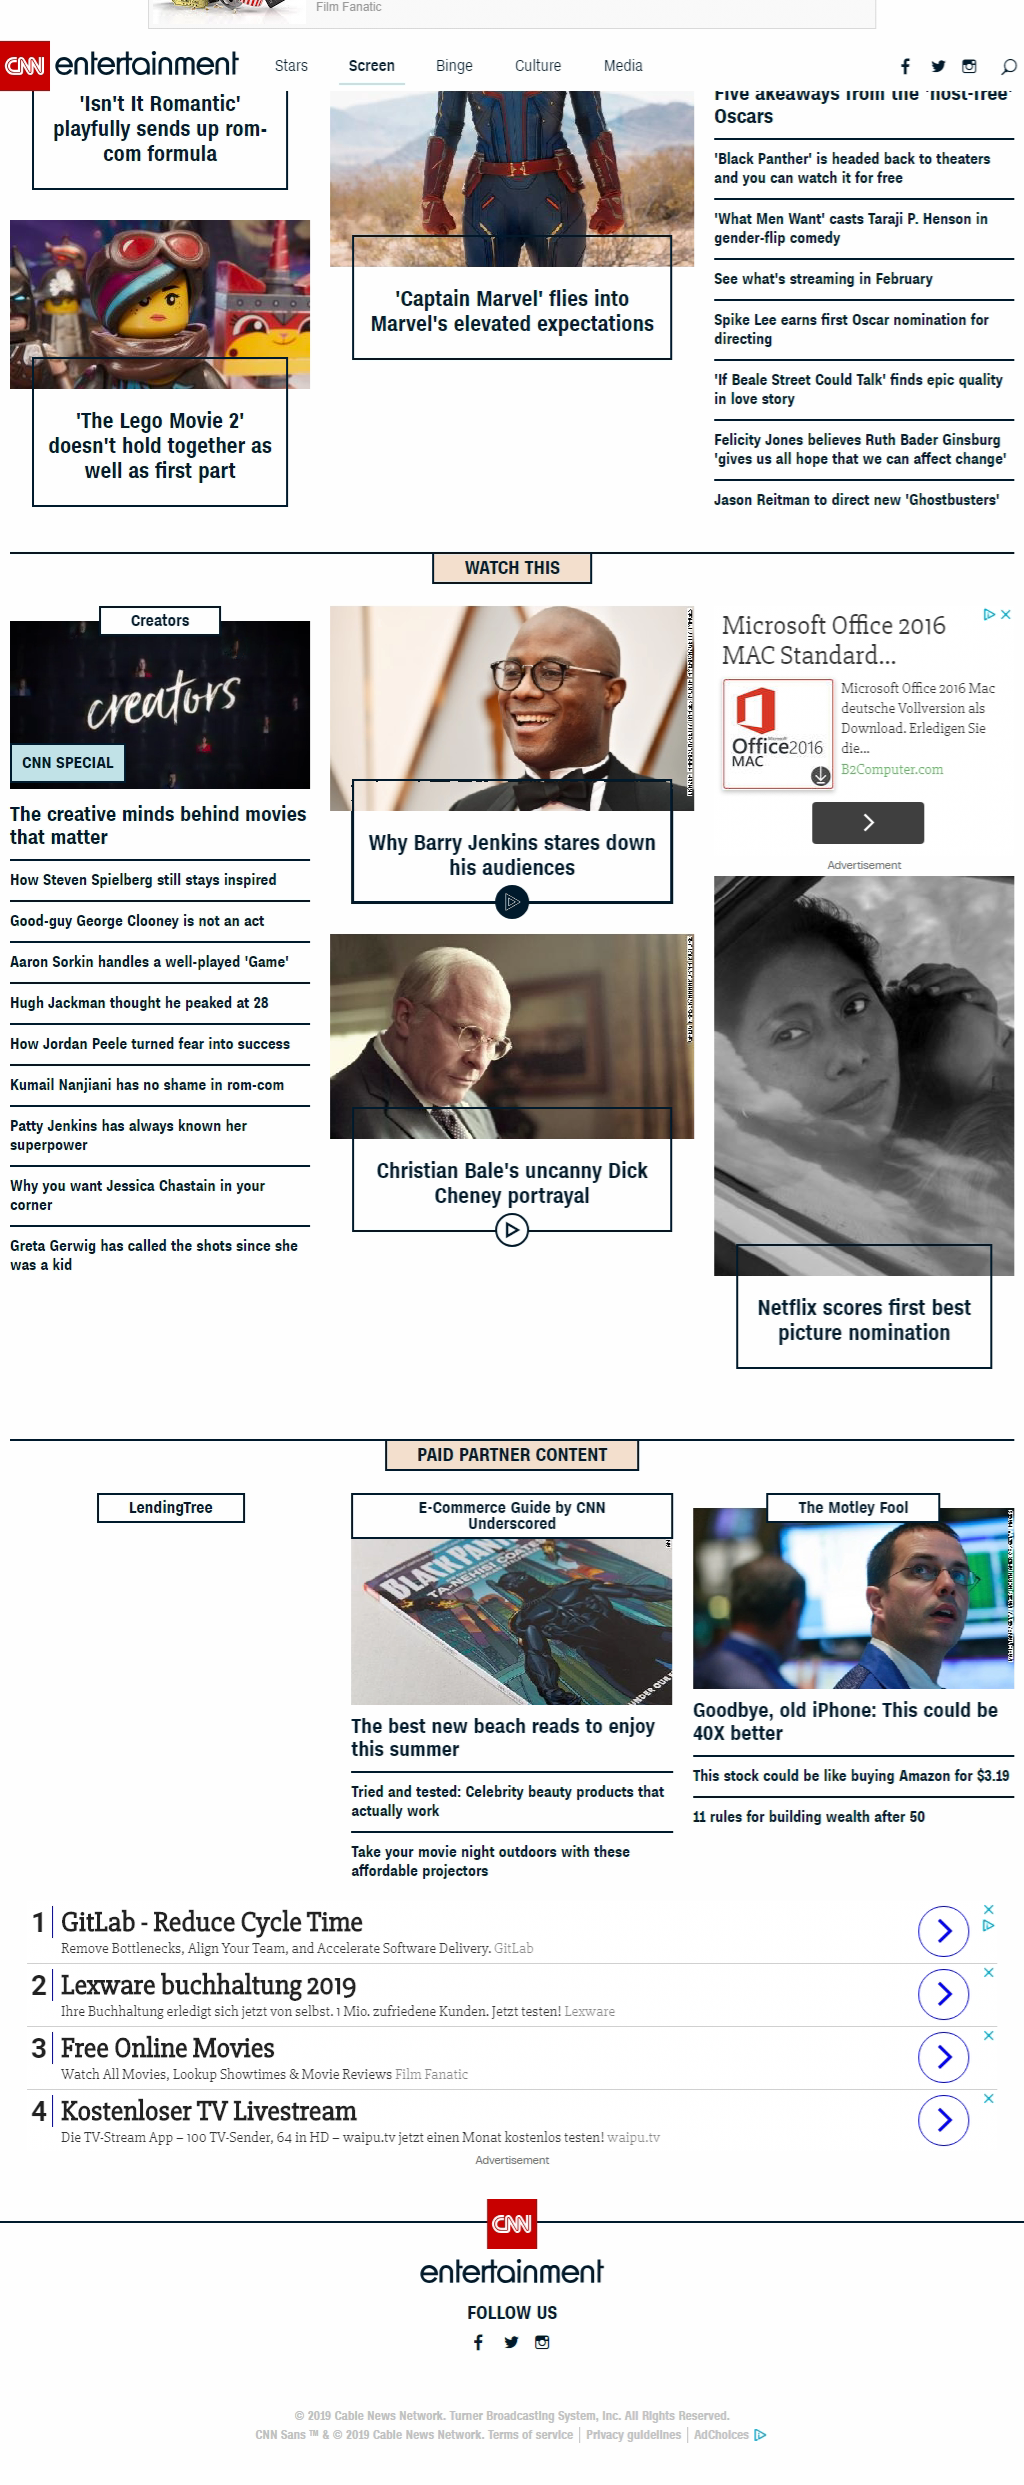 Film Fanatic
CNN entertainment
Stars
Screen
Binge
Culture
Media
'Isn't It Romantic'
playfully sends up rom-
com formula
'The Lego Movie 2'
doesn't hold together as
well as first part
'Captain Marvel' flies into
Marvel's elevated expectations
Five akeaways from the 'host-free'
Oscars
'Black Panther' is headed back to theaters
and you can watch it for free
'What Men Want' casts Taraji P. Henson in
gender-flip comedy
See what's streaming in February
Spike Lee earns first Oscar nomination for
directing
'If Beale Street Could Talk' finds epic quality
in love story
Felicity Jones believes Ruth Bader Ginsburg
'gives us all hope that we can affect change'
Jason Reitman to direct new 'Ghostbusters'
WATCH THIS
Creators
creators
CNN SPECIAL
The creative minds behind movies
that matter
How Steven Spielberg still stays inspired
Good-guy George Clooney is not an act
Aaron Sorkin handles a well-played 'Game'
Hugh Jackman thought he peaked at 28
How Jordan Peele turned fear into success
Kumail Nanjiani has no shame in rom-com
Patty Jenkins has always known her
superpower
Why you want Jessica Chastain in your
corner
Greta Gerwig has called the shots since she
was a kid
Why Barry Jenkins stares down
his audiences
Christian Bale's uncanny Dick
Cheney portrayal
Microsoft Office 2016
MAC Standard...
Microsoft
Office2016
MAC
Microsoft Office 2016 Mac
deutsche Vollversion als
Download. Erledigen Sie
die...
B2Computer.com
Advertisement
Netflix scores first best
picture nomination
PAID PARTNER CONTENT
LendingTree
E-Commerce Guide by CNN
Underscored
BLACK PAN
TA-NEHISI COAT
UNDER OUR
The best new beach reads to enjoy
this summer
Tried and tested: Celebrity beauty products that
actually work
Take your movie night outdoors with these
affordable projectors
The Motley Fool
Goodbye, old iPhone: This could be
40X better
This stock could be like buying Amazon for $3.19
11 rules for building wealth after 50
1 GitLab - Reduce Cycle Time
Remove Bottlenecks, Align Your Team, and Accelerate Software Delivery. GitLab
2 Lexware buchhaltung 2019
Ihre Buchhaltung erledigt sich jetzt von selbst. 1 Mio. zufriedene Kunden. Jetzt testen! Lexware
3 Free Online Movies
Watch All Movies, Lookup Showtimes & Movie Reviews Film Fanatic
4 Kostenloser TV Livestream
Die TV-Stream App – 100 TV-Sender, 64 in HD – waipu.tv jetzt einen Monat kostenlos testen! waipu.tv
Advertisement
CNN
entertainment
FOLLOW US
© 2019 Cable News Network. Turner Broadcasting System, Inc. All Rights Reserved.
CNN Sans ™ & © 2019 Cable News Network. Terms of service | Privacy guidelines | AdChoices